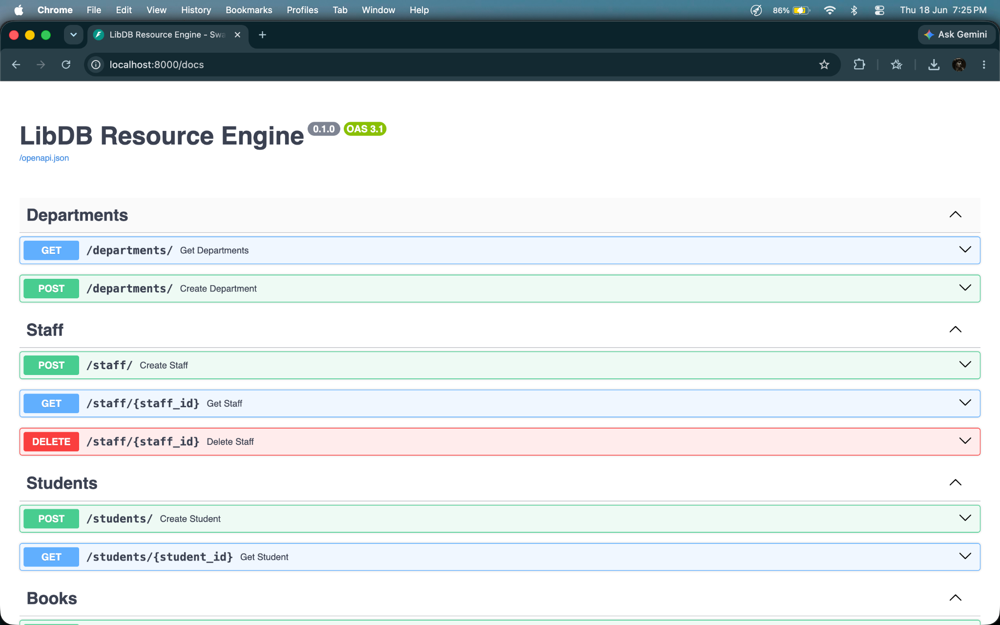 Chrome File Edit View History Bookmarks Profiles Tab Window Help 86% Thu 18 Jun 7:25 PM
LibDB Resource Engine - Swa Ask Gemini
localhost:8000/docs
LibDB Resource Engine 0.1.0 OAS 3.1
/openapi.json
Departments
GET /departments/ Get Departments
POST /departments/ Create Department
Staff
POST /staff/ Create Staff
GET /staff/{staff_id} Get Staff
DELETE /staff/{staff_id} Delete Staff
Students
POST /students/ Create Student
GET /students/{student_id} Get Student
Books